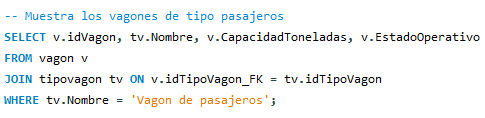 -- Muestra los vagones de tipo pasajeros
SELECT v.idVagon, tv.Nombre, v.CapacidadToneladas, v.EstadoOperativo
FROM vagon v
JOIN tipovagon tv ON v.idTipoVagon_FK = tv.idTipoVagon
WHERE tv.Nombre = 'Vagon de pasajeros';